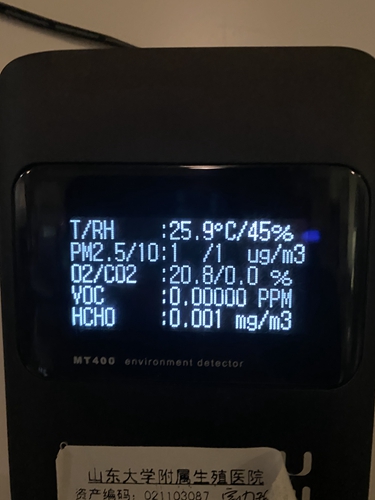 T/RH :25.9°C/45%
PM2.5/10:1 /1 ug/m3
O2/CO2 :20.8/0.0 %
VOC :0.00000 PPM
HCHO :0.001 mg/m3
MT400 environment detector
山东大学附属生殖医院
资产编码: 021103087